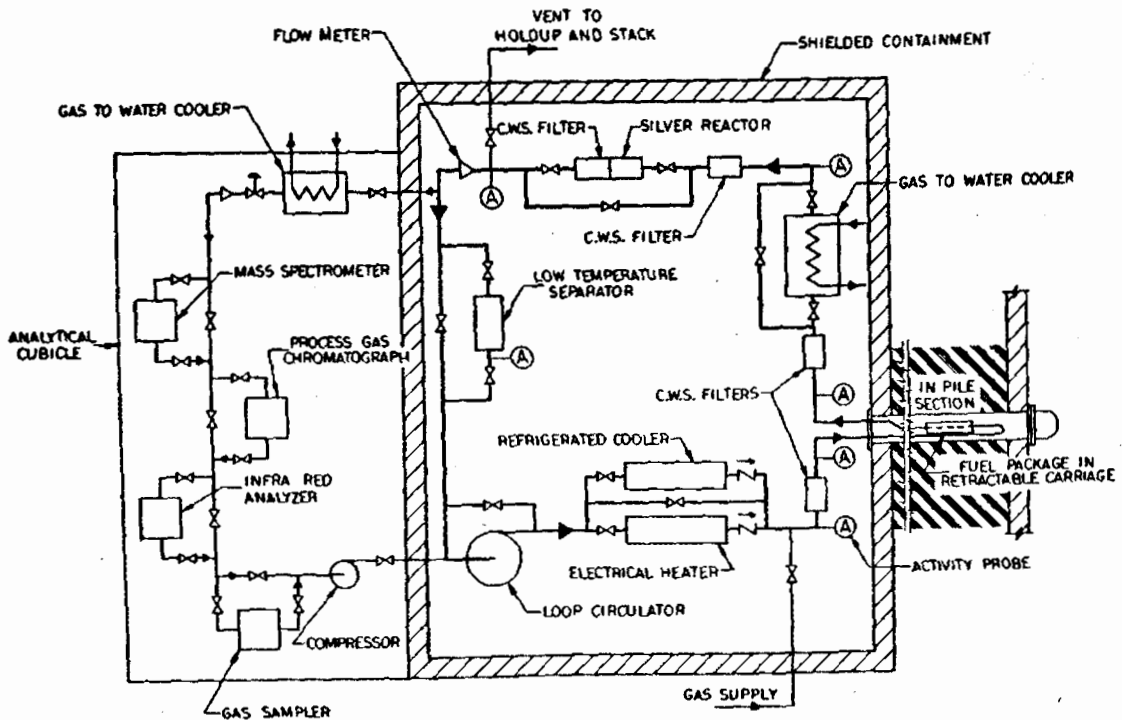 VENT TO
HOLDUP AND STACK
FLOW METER
SHIELDED CONTAINMENT
GAS TO WATER COOLER
C.W.S. FILTER
SILVER REACTOR
A
A
GAS TO WATER COOLER
C.W.S. FILTER
MASS SPECTROMETER
LOW TEMPERATURE
SEPARATOR
ANALYTICAL
CUBICLE
PROCESS GAS
CHROMATOGRAPH
A
C.W.S. FILTERS
A
IN PILE
SECTION
REFRIGERATED COOLER
A
FUEL PACKAGE IN
RETRACTABLE CARRIAGE
INFRA RED
ANALYZER
A
ELECTRICAL HEATER
ACTIVITY PROBE
LOOP CIRCULATOR
COMPRESSOR
GAS SUPPLY
GAS SAMPLER